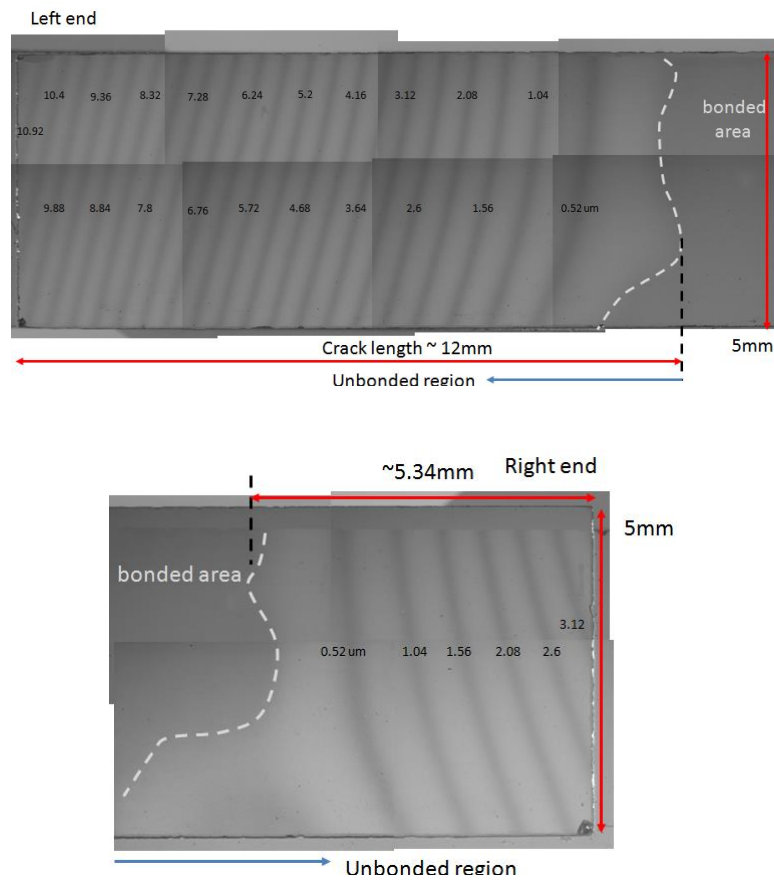 Left end
10.4 9.36 8.32 7.28 6.24 5.2 4.16 3.12 2.08 1.04
bonded
area
10.92
9.88 8.84 7.8 6.76 5.72 4.68 3.64 2.6 1.56 0.52 um
Crack length ~ 12mm
5mm
Unbonded region
~5.34mm
Right end
5mm
bonded area
3.12
0.52 um 1.04 1.56 2.08 2.6
Unbonded region